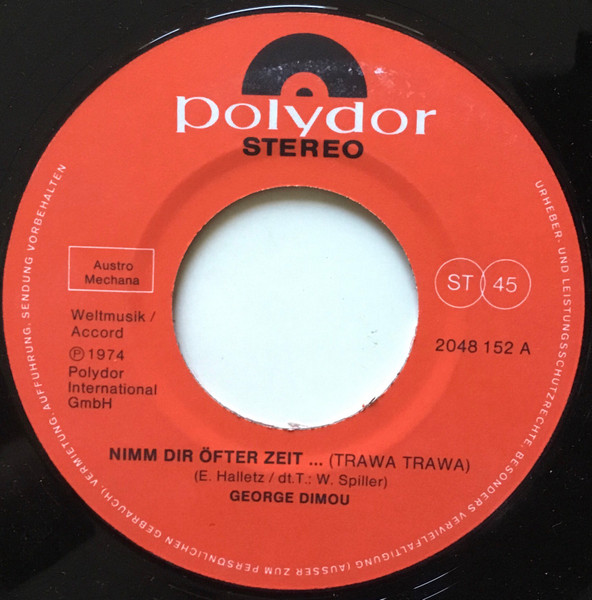 polydor
STEREO
Austro
Mechana
ST 45
Weltmusik /
Accord
℗ 1974
Polydor
International
GmbH
2048 152 A
NIMM DIR ÖFTER ZEIT ... (TRAWA TRAWA)
(E. Halletz / dt.T.: W. Spiller)
GEORGE DIMOU
URHEBER- UND LEISTUNGSSCHUTZRECHTE, BESONDERS VERVIELFÄLTIGUNG (AUSSER ZUM PERSÖNLICHEN GEBRAUCH), VERMIETUNG, AUFFÜHRUNG, SENDUNG VORBEHALTEN